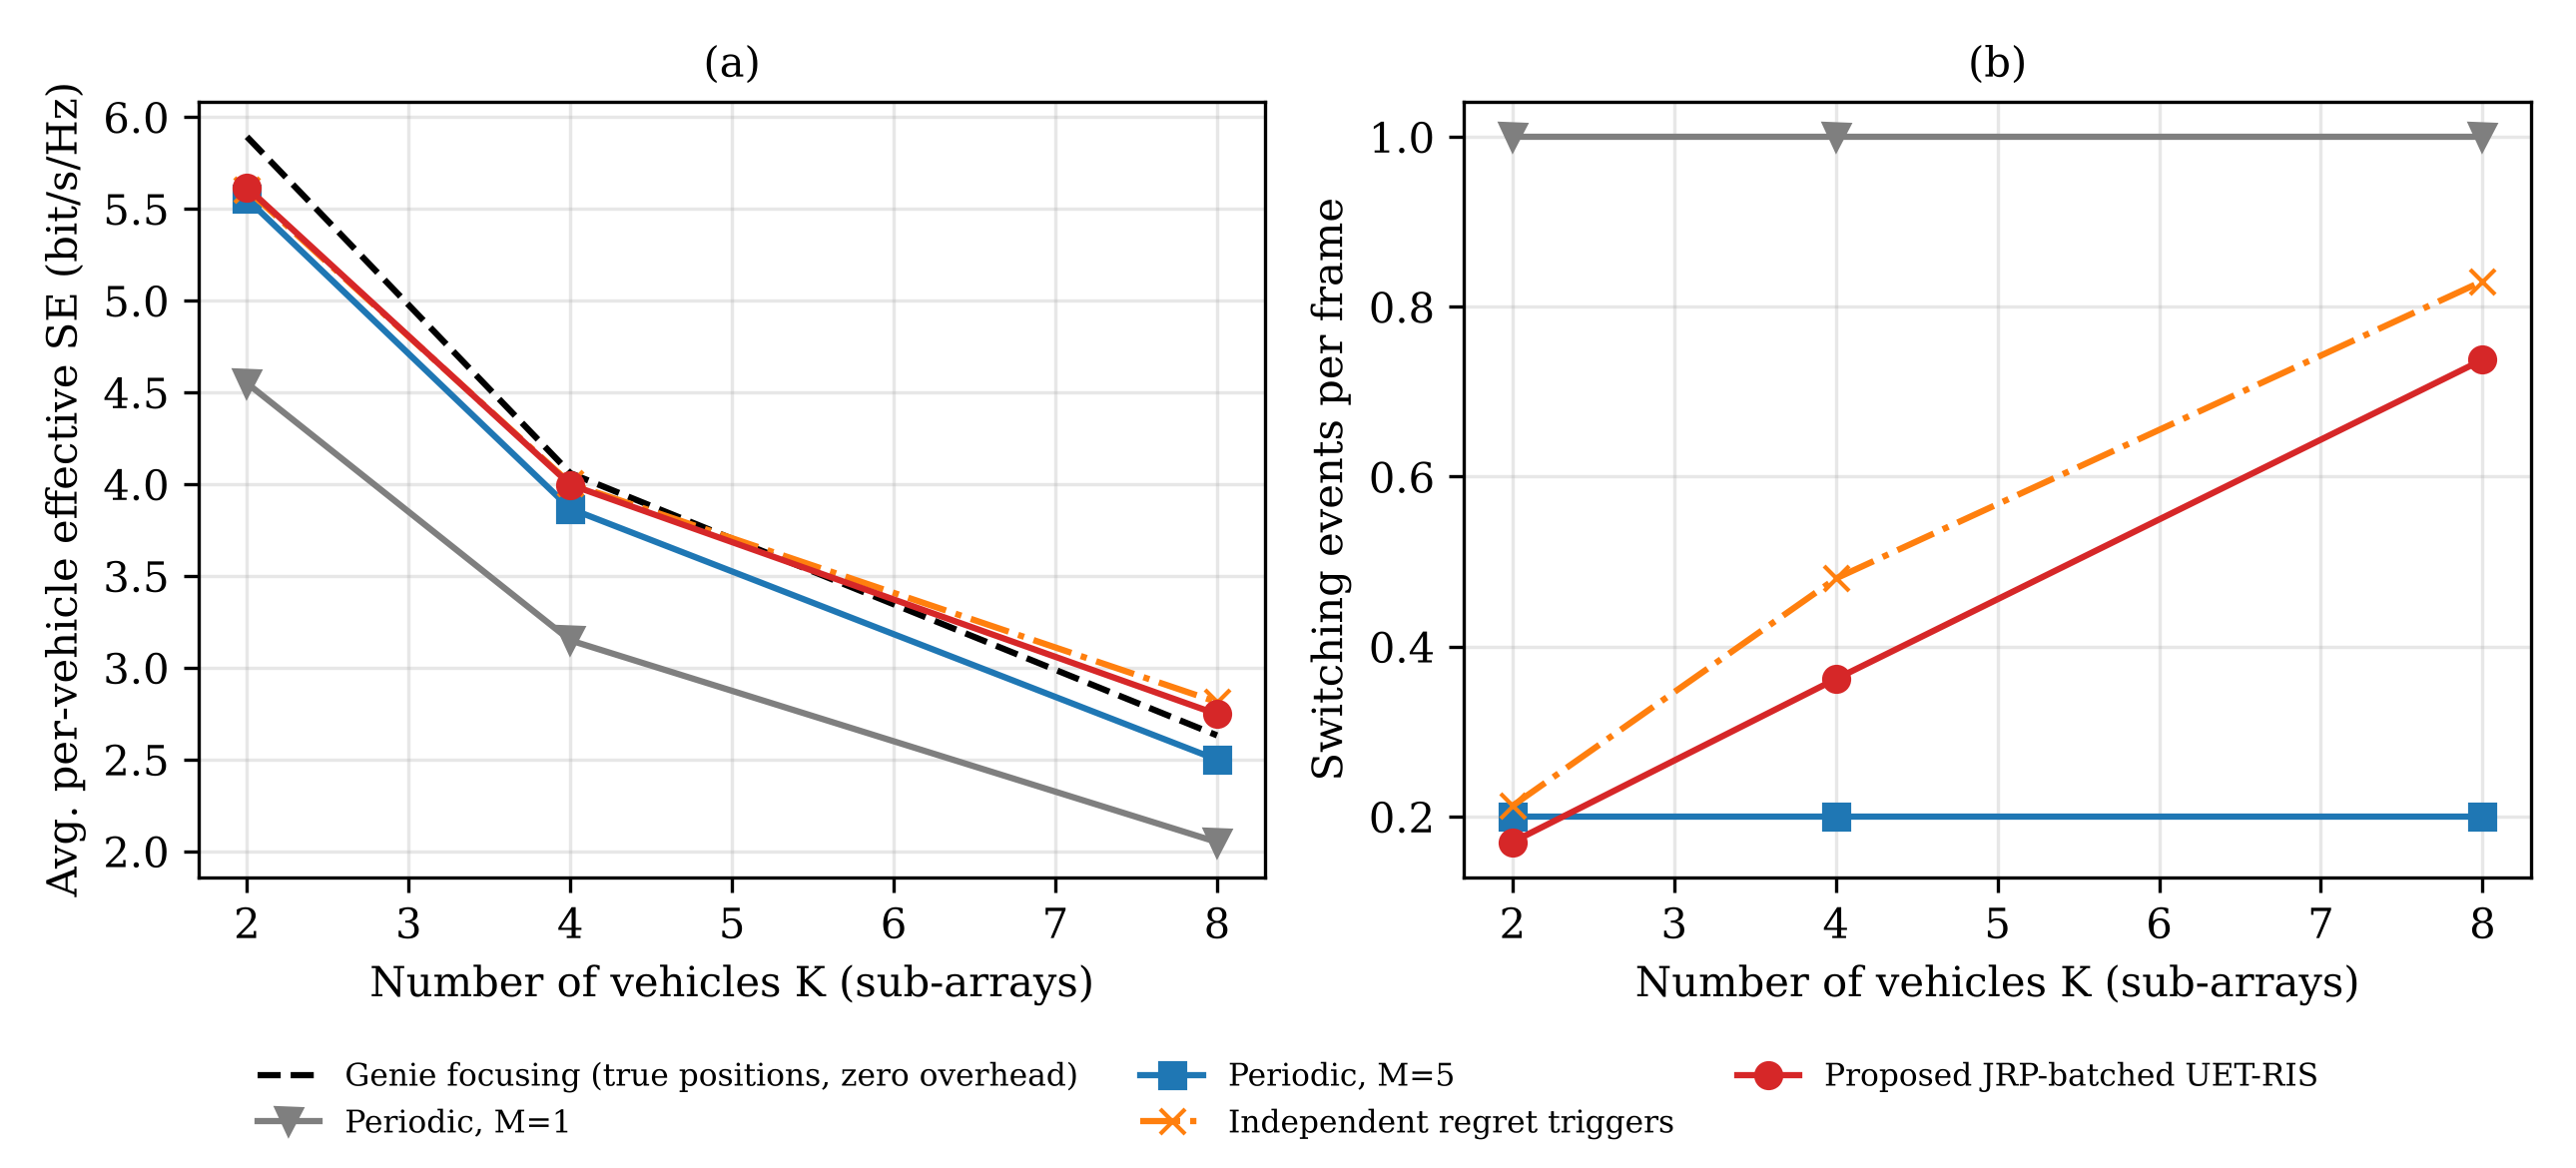 (a)
Avg. per-vehicle effective SE (bit/s/Hz)
6.0
5.5
5.0
4.5
4.0
3.5
3.0
2.5
2.0
2 3 4 5 6 7 8
Number of vehicles K (sub-arrays)
(b)
Switching events per frame
1.0
0.8
0.6
0.4
0.2
2 3 4 5 6 7 8
Number of vehicles K (sub-arrays)
Genie focusing (true positions, zero overhead)
Periodic, M=1
Periodic, M=5
Independent regret triggers
Proposed JRP-batched UET-RIS